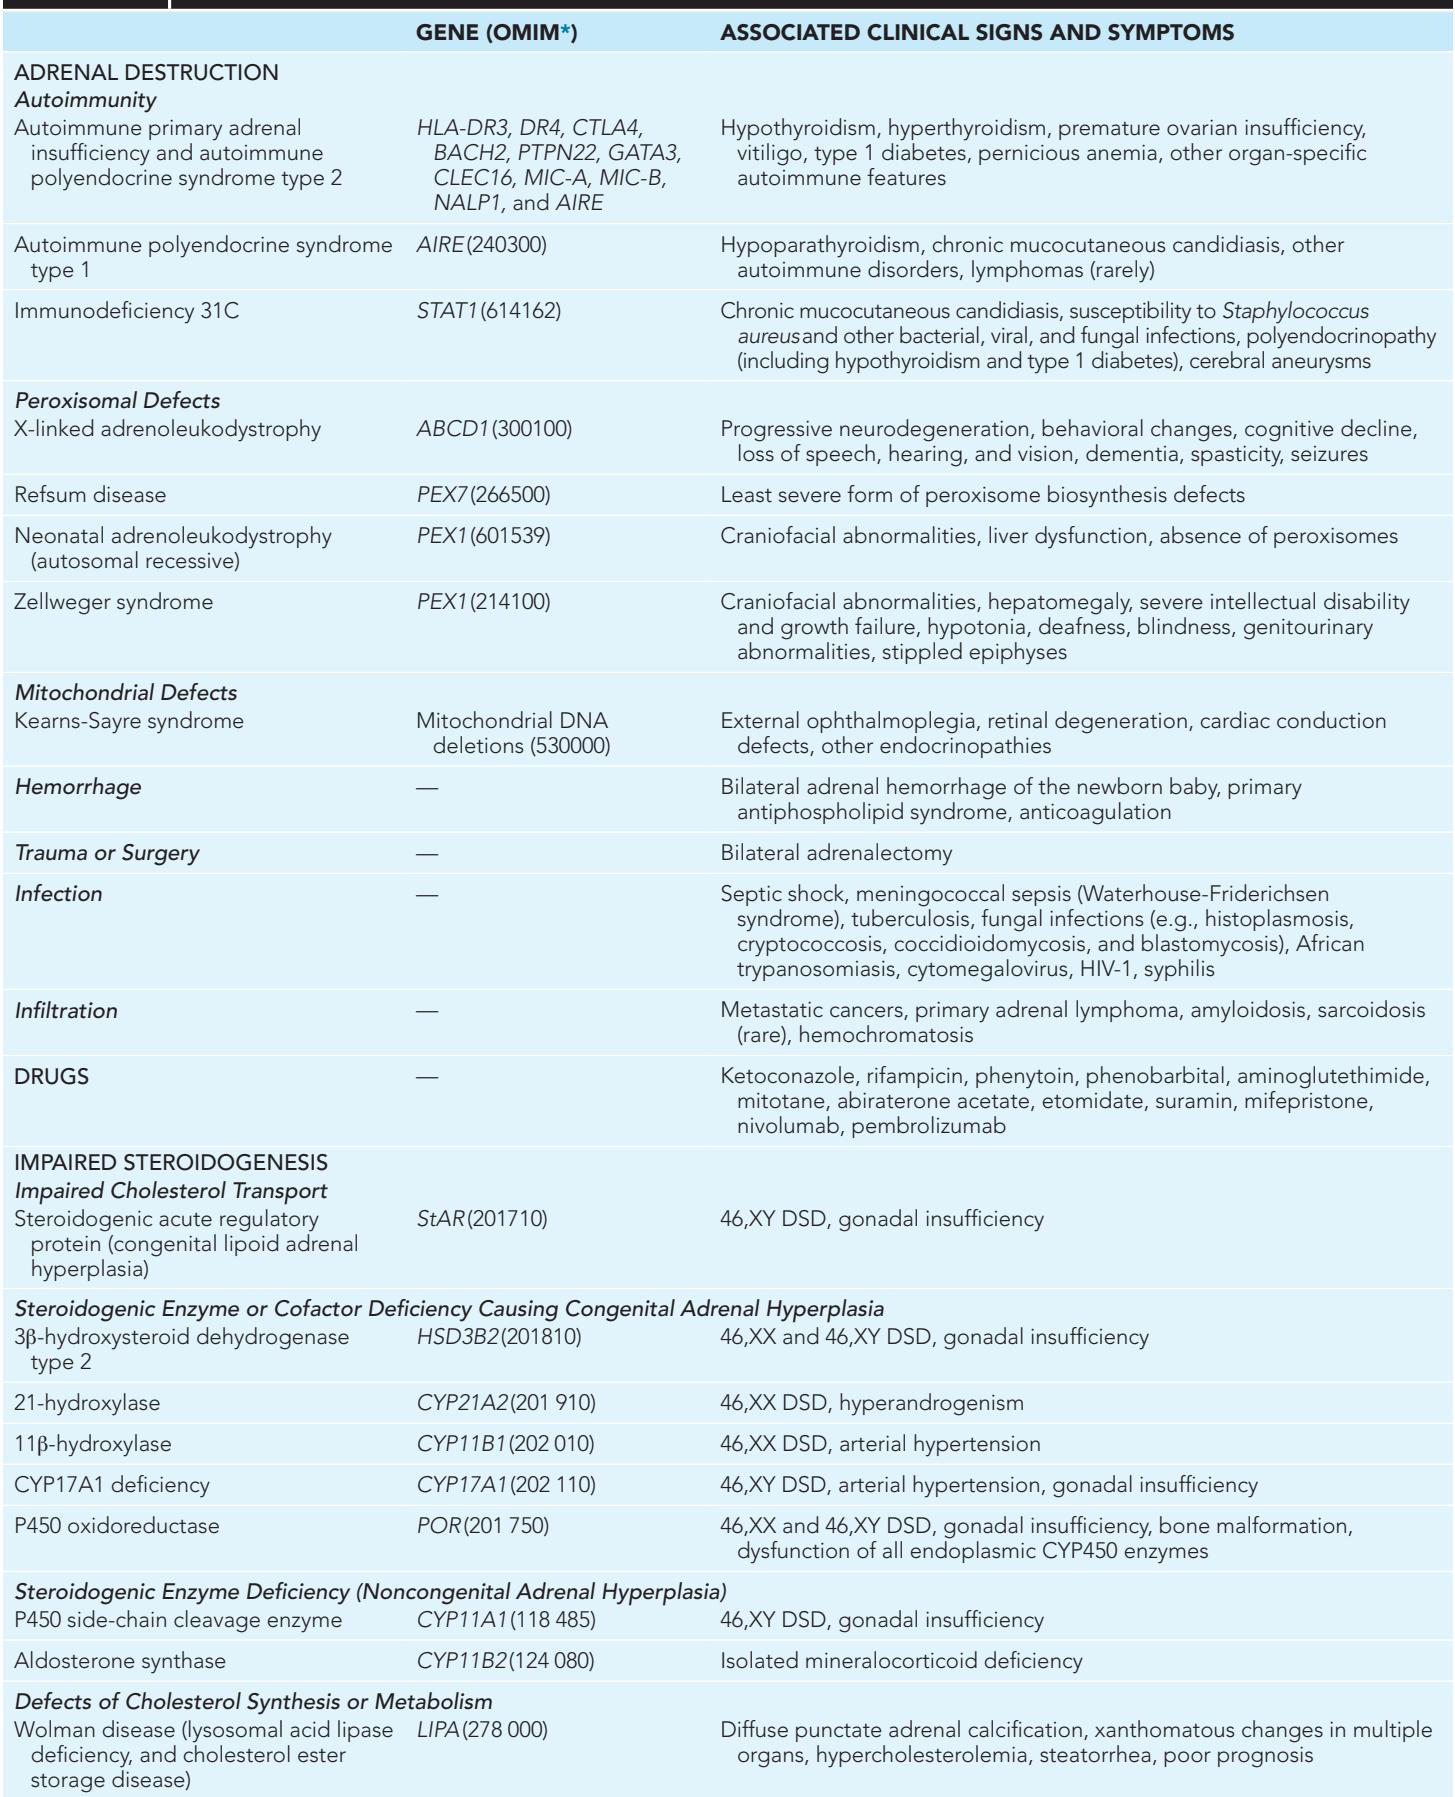 GENE (OMIM*) ASSOCIATED CLINICAL SIGNS AND SYMPTOMS
ADRENAL DESTRUCTION
Autoimmunity
Autoimmune primary adrenal HLA-DR3, DR4, CTLA4, Hypothyroidism, hyperthyroidism, premature ovarian insufficiency,
insufficiency and autoimmune BACH2, PTPN22, GATA3, vitiligo, type 1 diabetes, pernicious anemia, other organ-specific
polyendocrine syndrome type 2 CLEC16, MIC-A, MIC-B, autoimmune features
NALP1, and AIRE
Autoimmune polyendocrine syndrome AIRE (240300) Hypoparathyroidism, chronic mucocutaneous candidiasis, other
type 1 autoimmune disorders, lymphomas (rarely)
Immunodeficiency 31C STAT1 (614162) Chronic mucocutaneous candidiasis, susceptibility to Staphylococcus
aureus and other bacterial, viral, and fungal infections, polyendocrinopathy
(including hypothyroidism and type 1 diabetes), cerebral aneurysms
Peroxisomal Defects
X-linked adrenoleukodystrophy ABCD1 (300100) Progressive neurodegeneration, behavioral changes, cognitive decline,
loss of speech, hearing, and vision, dementia, spasticity, seizures
Refsum disease PEX7 (266500) Least severe form of peroxisome biosynthesis defects
Neonatal adrenoleukodystrophy PEX1 (601539) Craniofacial abnormalities, liver dysfunction, absence of peroxisomes
(autosomal recessive)
Zellweger syndrome PEX1 (214100) Craniofacial abnormalities, hepatomegaly, severe intellectual disability
and growth failure, hypotonia, deafness, blindness, genitourinary
abnormalities, stippled epiphyses
Mitochondrial Defects
Kearns-Sayre syndrome Mitochondrial DNA External ophthalmoplegia, retinal degeneration, cardiac conduction
deletions (530000) defects, other endocrinopathies
Hemorrhage — Bilateral adrenal hemorrhage of the newborn baby, primary
antiphospholipid syndrome, anticoagulation
Trauma or Surgery — Bilateral adrenalectomy
Infection — Septic shock, meningococcal sepsis (Waterhouse-Friderichsen
syndrome), tuberculosis, fungal infections (e.g., histoplasmosis,
cryptococcosis, coccidioidomycosis, and blastomycosis), African
trypanosomiasis, cytomegalovirus, HIV-1, syphilis
Infiltration — Metastatic cancers, primary adrenal lymphoma, amyloidosis, sarcoidosis
(rare), hemochromatosis
DRUGS — Ketoconazole, rifampicin, phenytoin, phenobarbital, aminoglutethimide,
mitotane, abiraterone acetate, etomidate, suramin, mifepristone,
nivolumab, pembrolizumab
IMPAIRED STEROIDOGENESIS
Impaired Cholesterol Transport
Steroidogenic acute regulatory StAR (201710) 46,XY DSD, gonadal insufficiency
protein (congenital lipoid adrenal
hyperplasia)
Steroidogenic Enzyme or Cofactor Deficiency Causing Congenital Adrenal Hyperplasia
3β-hydroxysteroid dehydrogenase HSD3B2 (201810) 46,XX and 46,XY DSD, gonadal insufficiency
type 2
21-hydroxylase CYP21A2 (201 910) 46,XX DSD, hyperandrogenism
11β-hydroxylase CYP11B1 (202 010) 46,XX DSD, arterial hypertension
CYP17A1 deficiency CYP17A1 (202 110) 46,XY DSD, arterial hypertension, gonadal insufficiency
P450 oxidoreductase POR (201 750) 46,XX and 46,XY DSD, gonadal insufficiency, bone malformation,
dysfunction of all endoplasmic CYP450 enzymes
Steroidogenic Enzyme Deficiency (Noncongenital Adrenal Hyperplasia)
P450 side-chain cleavage enzyme CYP11A1 (118 485) 46,XY DSD, gonadal insufficiency
Aldosterone synthase CYP11B2 (124 080) Isolated mineralocorticoid deficiency
Defects of Cholesterol Synthesis or Metabolism
Wolman disease (lysosomal acid lipase LIPA (278 000) Diffuse punctate adrenal calcification, xanthomatous changes in multiple
deficiency, and cholesterol ester organs, hypercholesterolemia, steatorrhea, poor prognosis
storage disease)